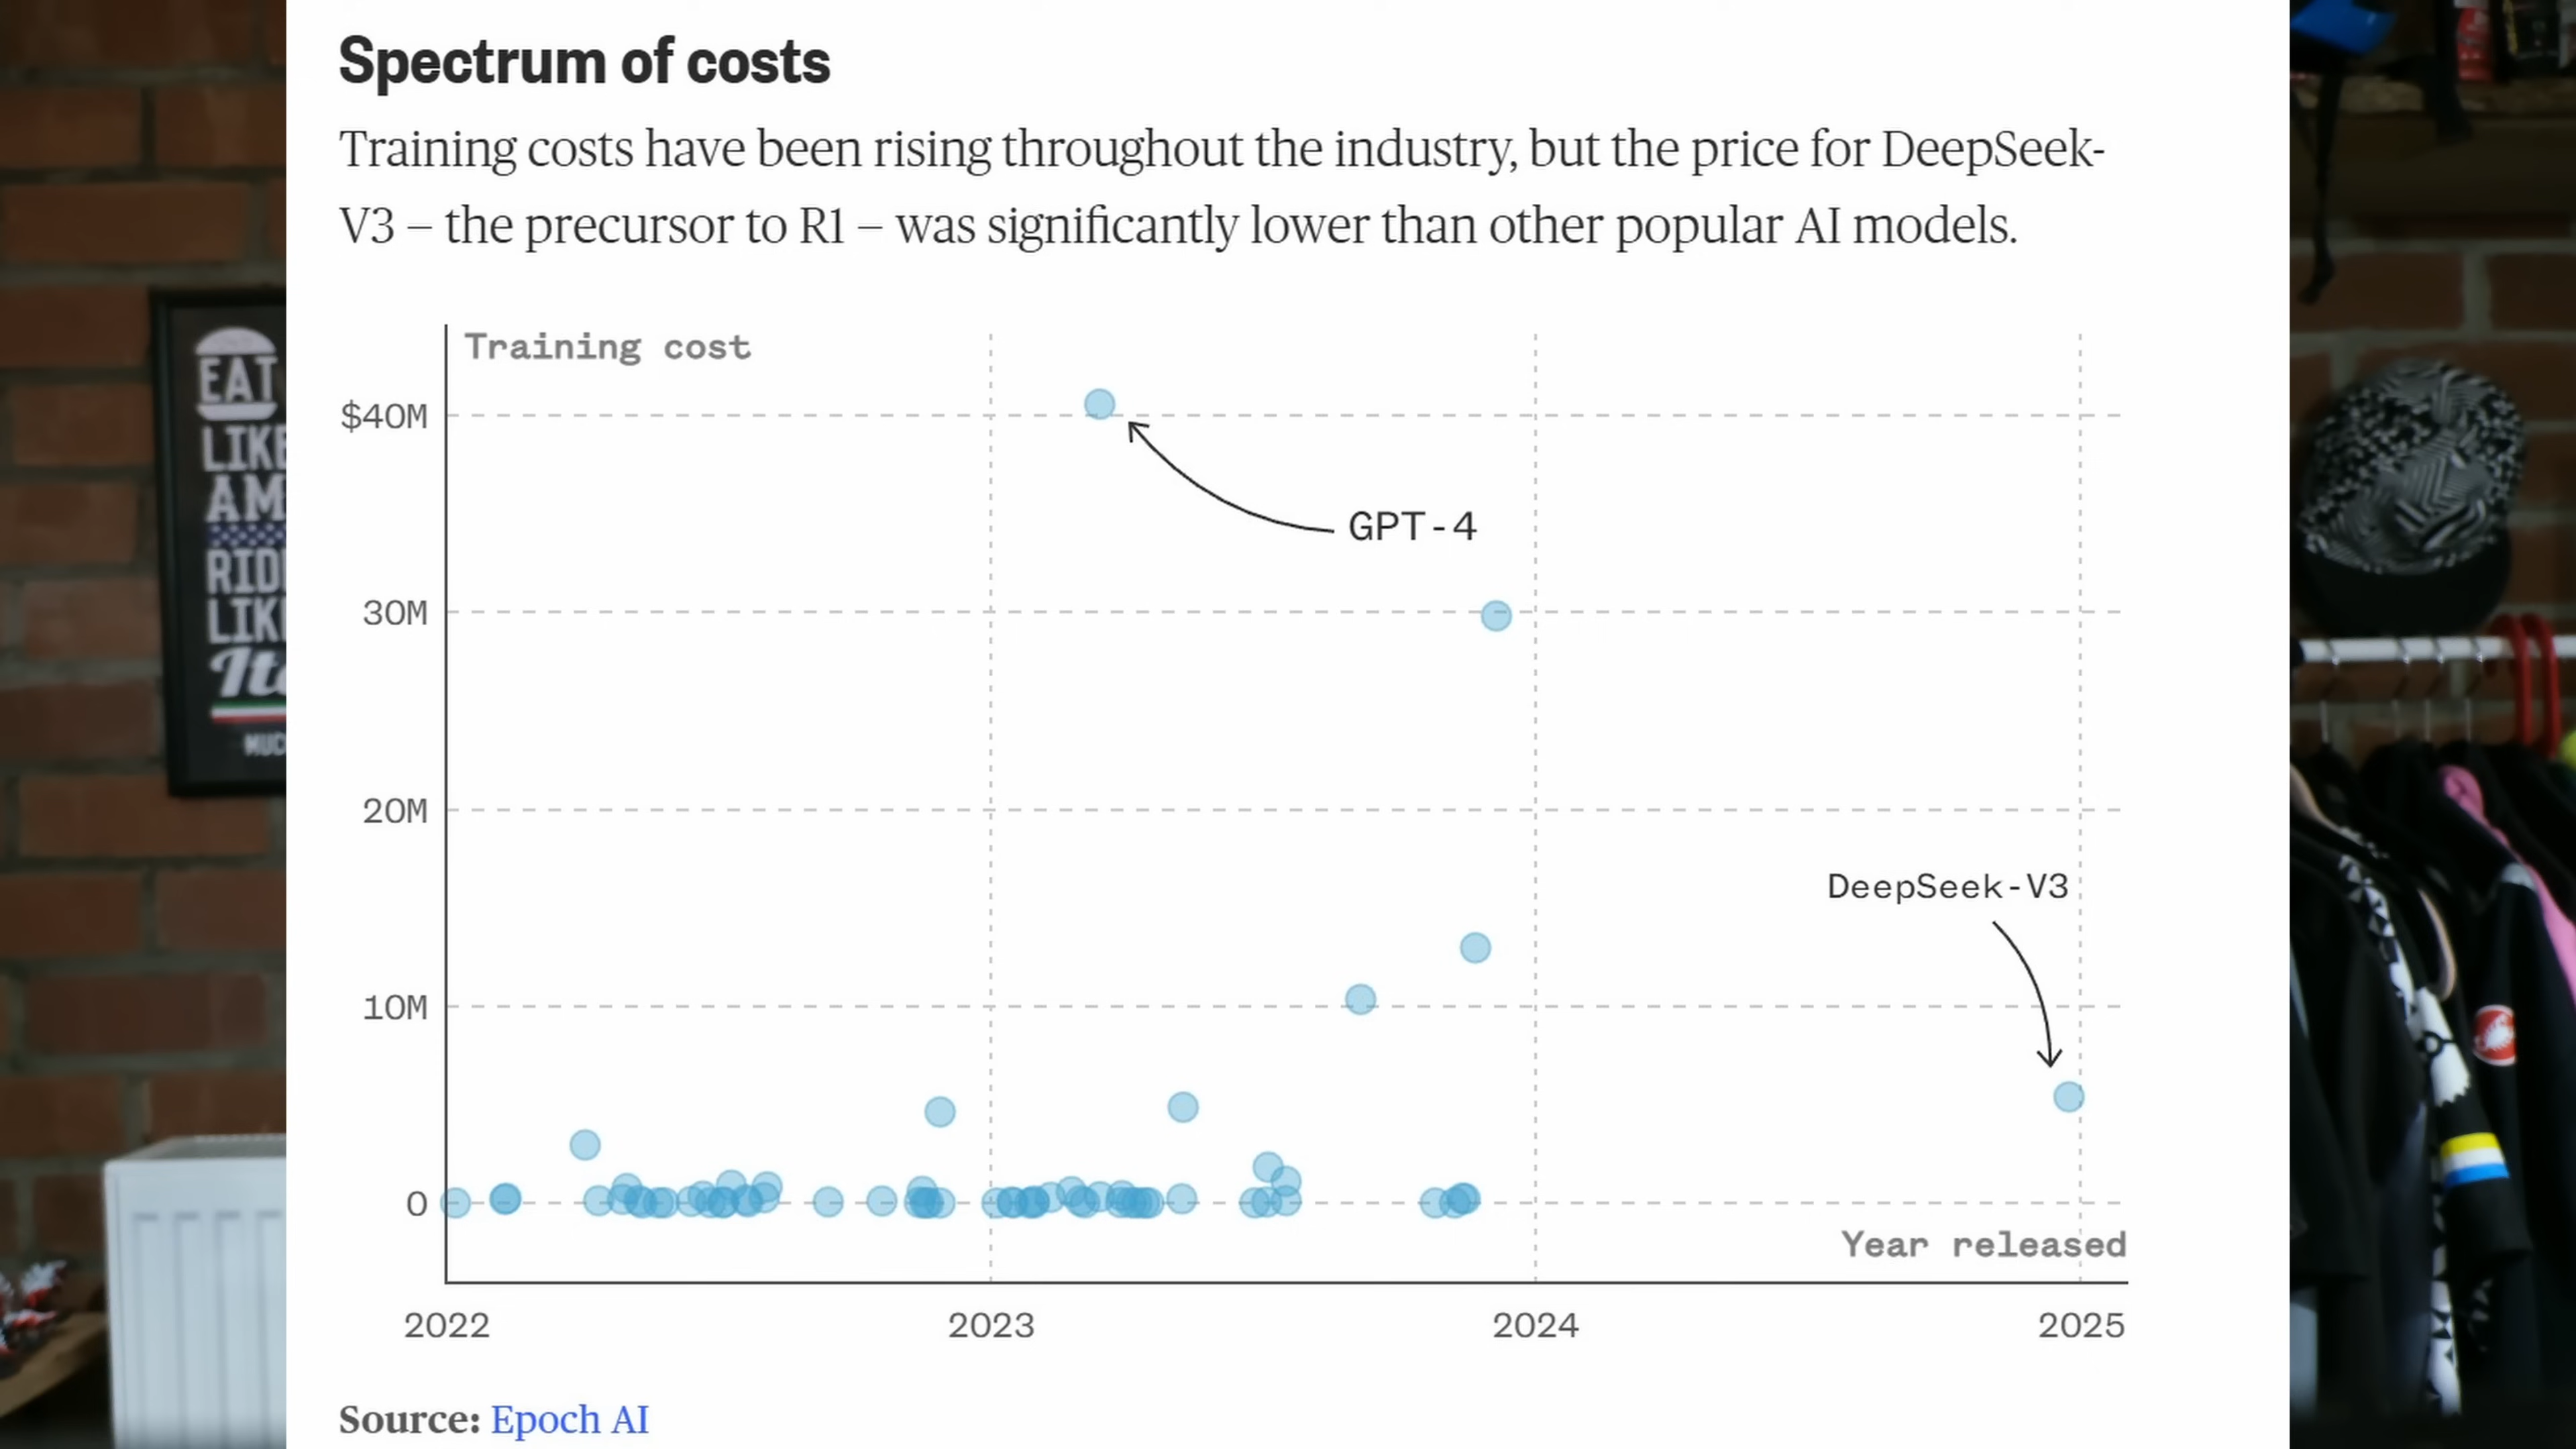 Spectrum of costs
Training costs have been rising throughout the industry, but the price for DeepSeek-
V3 – the precursor to R1 – was significantly lower than other popular AI models.
Training cost
$40M
GPT-4
30M
20M
DeepSeek-V3
10M
0
Year released
2022 2023 2024 2025
Source: Epoch AI
EAT
LIKE